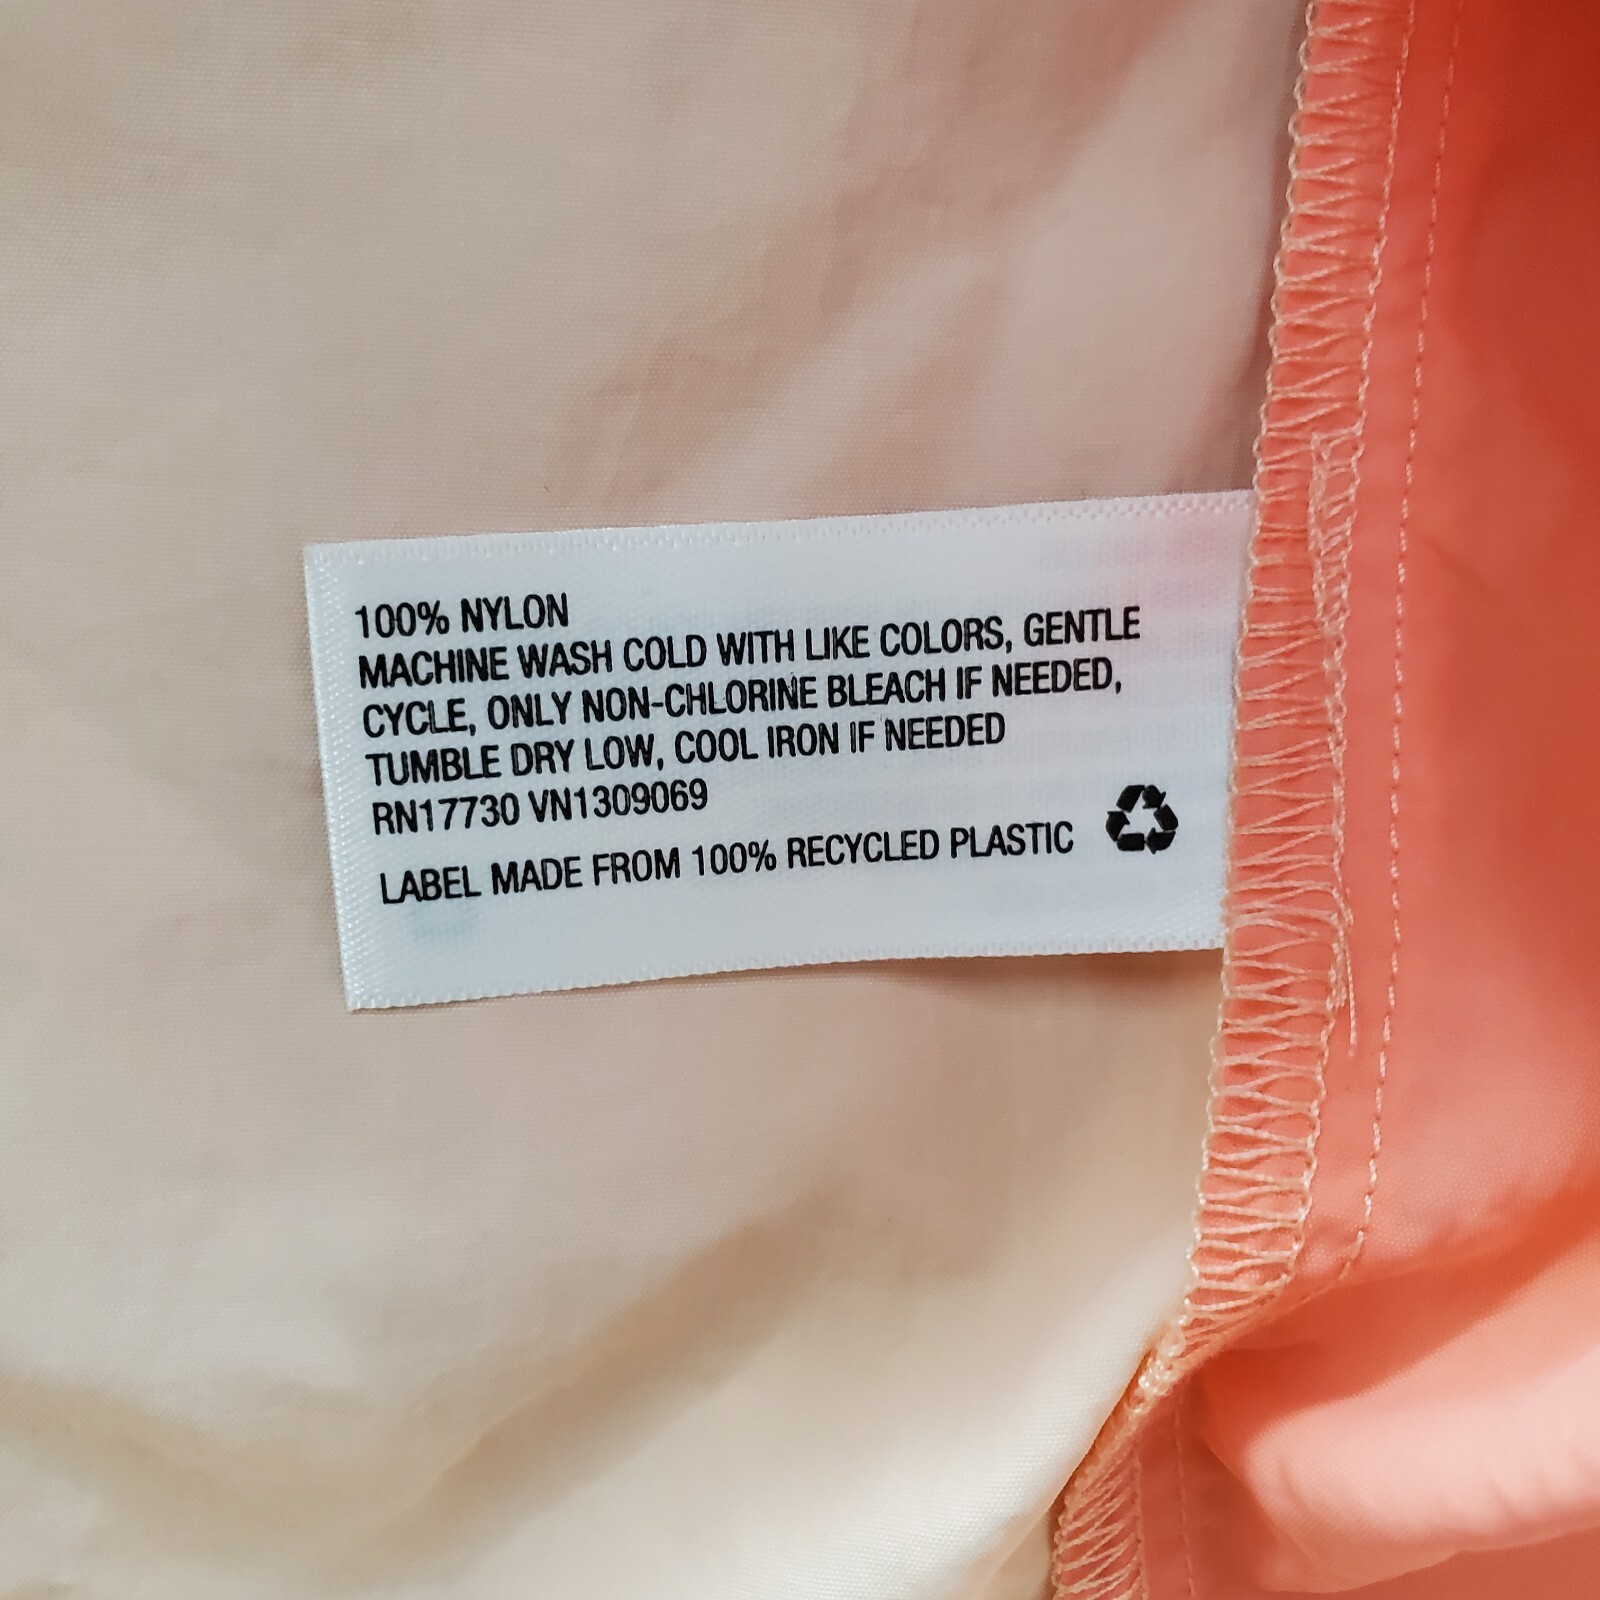 100% NYLON
MACHINE WASH COLD WITH LIKE COLORS, GENTLE
CYCLE, ONLY NON-CHLORINE BLEACH IF NEEDED,
TUMBLE DRY LOW, COOL IRON IF NEEDED
RN17730 VN1309069
LABEL MADE FROM 100% RECYCLED PLASTIC